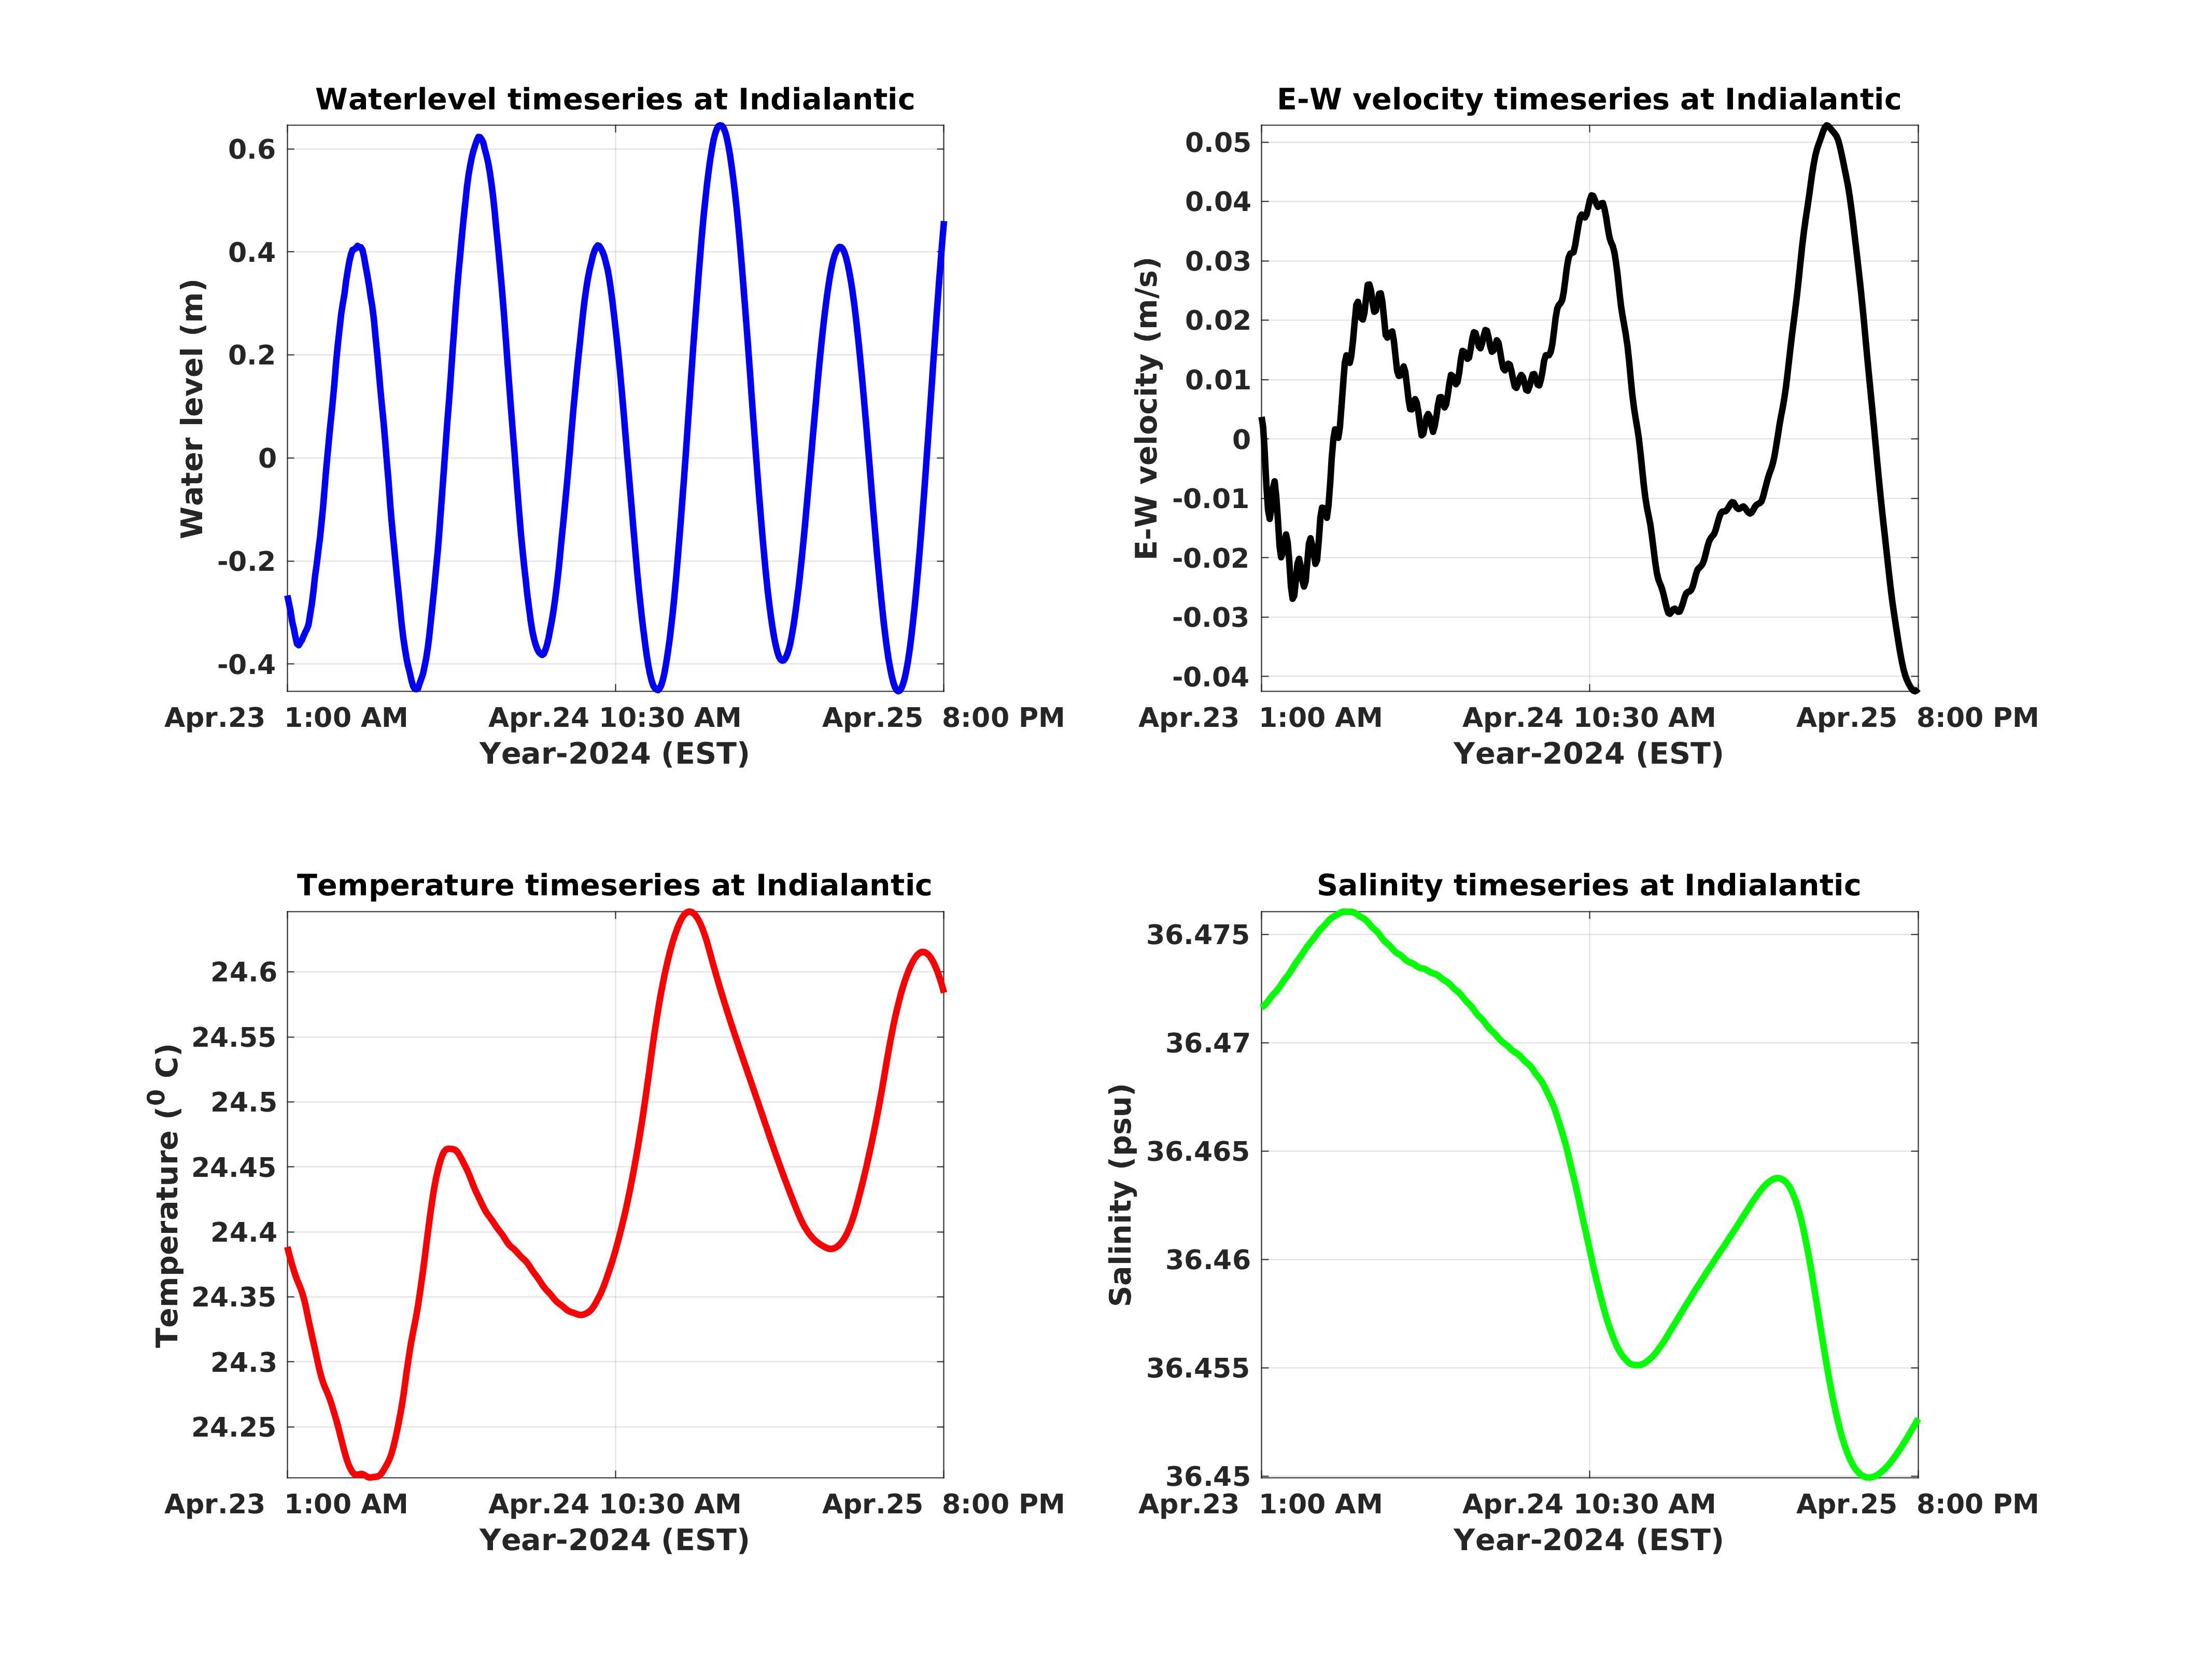 Waterlevel timeseries at Indialantic
0.6
0.4
0.2
0
-0.2
-0.4
Water level (m)
Apr.23 1:00 AM
Apr.24 10:30 AM
Apr.25 8:00 PM
Year-2024 (EST)
E-W velocity timeseries at Indialantic
0.05
0.04
0.03
0.02
0.01
0
-0.01
-0.02
-0.03
-0.04
E-W velocity (m/s)
Apr.23 1:00 AM
Apr.24 10:30 AM
Apr.25 8:00 PM
Year-2024 (EST)
Temperature timeseries at Indialantic
24.6
24.55
24.5
24.45
24.4
24.35
24.3
24.25
Temperature (⁰ C)
Apr.23 1:00 AM
Apr.24 10:30 AM
Apr.25 8:00 PM
Year-2024 (EST)
Salinity timeseries at Indialantic
36.475
36.47
36.465
36.46
36.455
36.45
Salinity (psu)
Apr.23 1:00 AM
Apr.24 10:30 AM
Apr.25 8:00 PM
Year-2024 (EST)